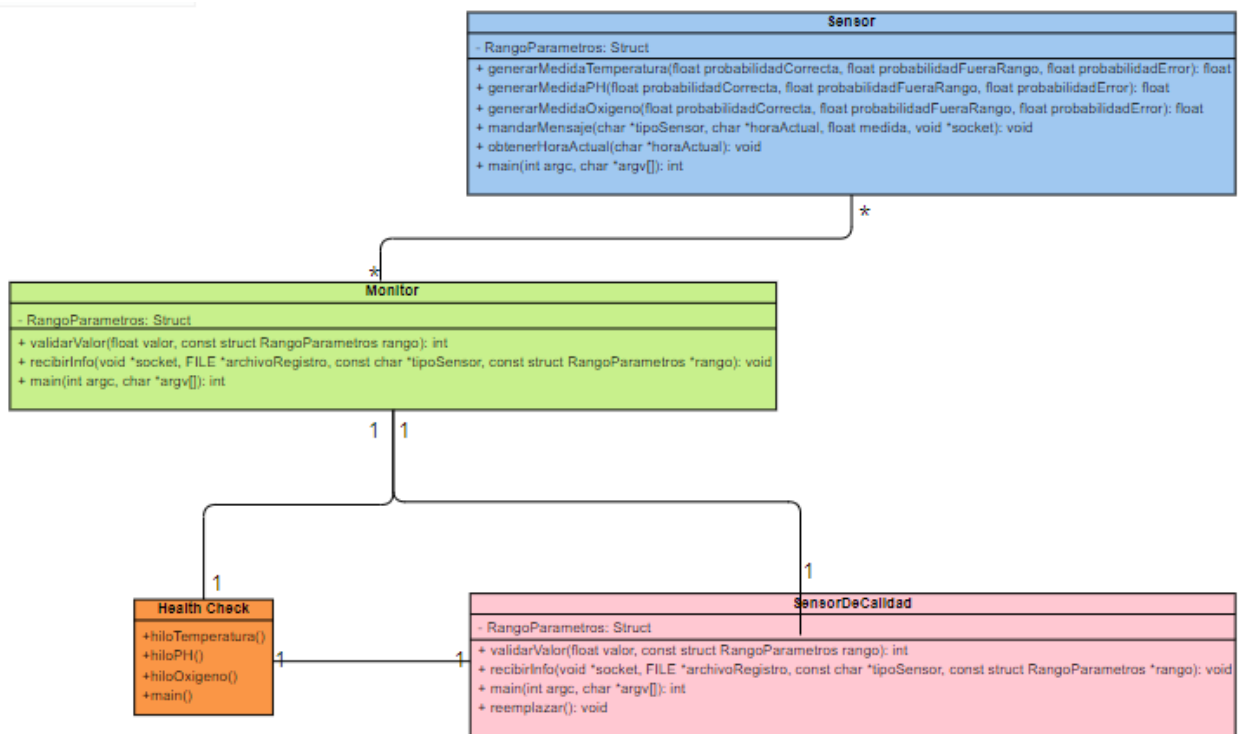 Sensor
- RangoParametros: Struct
+ generarMedidaTemperatura(float probabilidadCorrecta, float probabilidadFueraRango, float probabilidadError): float
+ generarMedidaPH(float probabilidadCorrecta, float probabilidadFueraRango, float probabilidadError): float
+ generarMedidaOxigeno(float probabilidadCorrecta, float probabilidadFueraRango, float probabilidadError): float
+ mandarMensaje(char *tipoSensor, char *horaActual, float medida, void *socket): void
+ obtenerHoraActual(char *horaActual): void
+ main(int argc, char *argv[]): int
*
*
Monitor
- RangoParametros: Struct
+ validarValor(float valor, const struct RangoParametros rango): int
+ recibirInfo(void *socket, FILE *archivoRegistro, const char *tipoSensor, const struct RangoParametros *rango): void
+ main(int argc, char *argv[]): int
1 1
1
1
Health Check
+hiloTemperatura()
+hiloPH()
+hiloOxigeno()
+main()
1 1
SensorDeCalidad
- RangoParametros: Struct
+ validarValor(float valor, const struct RangoParametros rango): int
+ recibirInfo(void *socket, FILE *archivoRegistro, const char *tipoSensor, const struct RangoParametros *rango): void
+ main(int argc, char *argv[]): int
+ reemplazar(): void